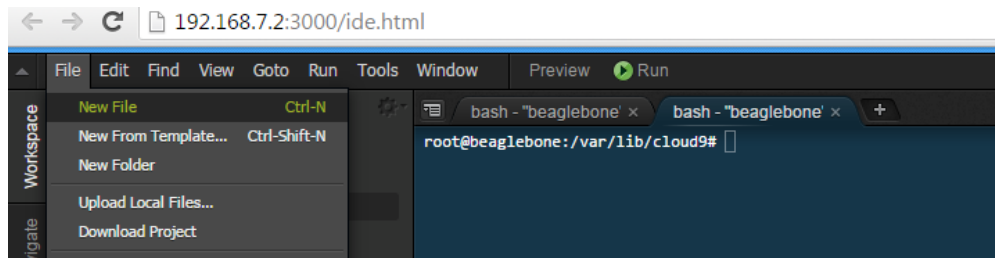 192.168.7.2:3000/ide.html
File Edit Find View Goto Run Tools Window Preview Run
Workspace
New File Ctrl-N
bash - "beaglebone' × bash - "beaglebone' × +
New From Template... Ctrl-Shift-N
root@beaglebone:/var/lib/cloud9#
New Folder
Upload Local Files...
Download Project
vigate